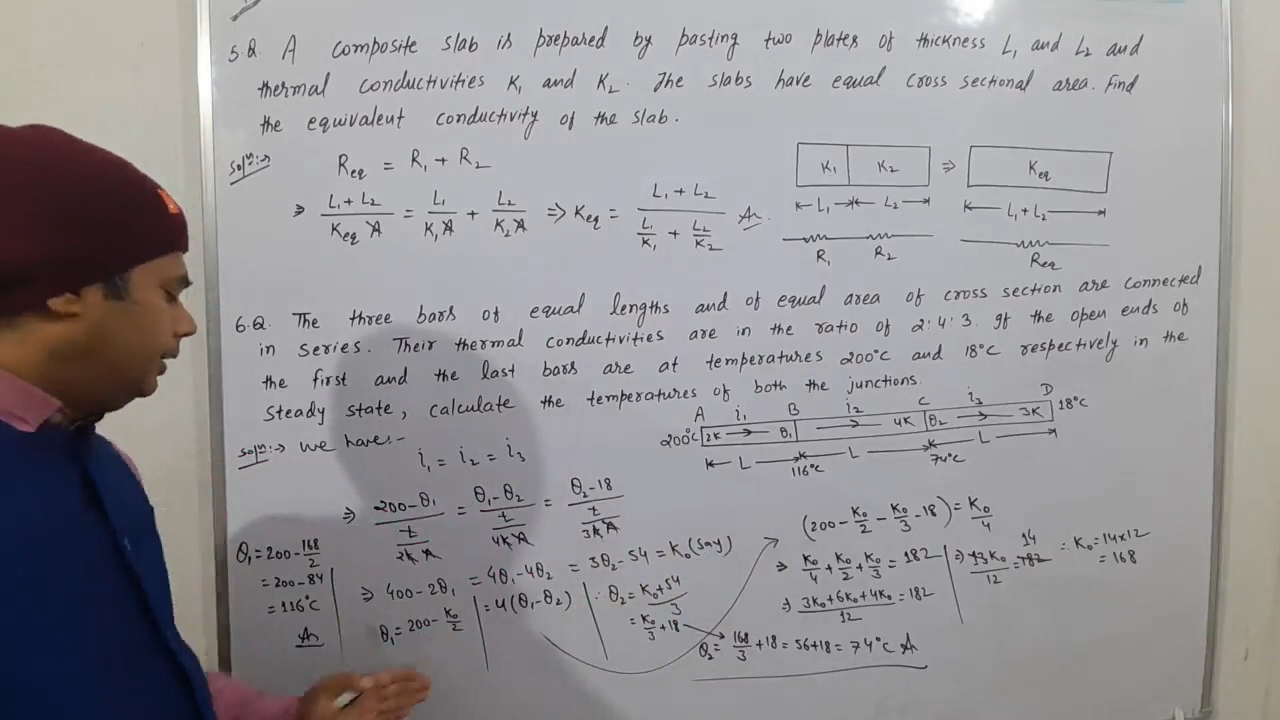 5.Q. A composite slab is prepared by pasting two plates of thickness L₁ and L₂ and
thermal conductivities K₁ and K₂. The slabs have equal cross sectional area. Find
the equivalent conductivity of the slab.
Solⁿ:→ R_eq = R₁ + R₂
⇒ (L₁ + L₂)/(K_eq A) = L₁/(K₁A) + L₂/(K₂A) ⇒ K_eq = (L₁ + L₂)/(L₁/K₁ + L₂/K₂) An.
K₁ K₂ ⇒ K_eq
L₁ L₂ L₁ + L₂
R₁ R₂ R_eq
6.Q. The three bars of equal lengths and of equal area of cross section are connected
in series. Their thermal conductivities are in the ratio of 2:4:3. If the open ends of
the first and the last bars are at temperatures 200°C and 18°C respectively in the
steady state, calculate the temperatures of both the junctions.
Solⁿ:→ We have:-
A i₁ B i₂ C i₃ D
200°C 2K → θ₁ → 4K θ₂ → 3K 18°C
L L L
116°C 74°C
i₁ = i₂ = i₃
⇒ (200-θ₁)/(t/2KA) = (θ₁-θ₂)/(t/4KA) = (θ₂-18)/(t/3KA)
⇒ 400-2θ₁ = 4θ₁-4θ₂ = 3θ₂-54 = K₀ (say)
θ₁ = 200 - K₀/2
= 4(θ₁-θ₂)
∴ θ₂ = (K₀+54)/3
= K₀/3 + 18
(200 - K₀/2 - K₀/3 - 18) = K₀/4
⇒ K₀/4 + K₀/2 + K₀/3 = 182
⇒ (3K₀+6K₀+4K₀)/12 = 182
⇒ 13K₀/12 = 182 14
∴ K₀ = 14×12
= 168
θ₂ = 168/3 + 18 = 56+18 = 74°C A
θ₁ = 200 - 168/2
= 200-84
= 116°C
An